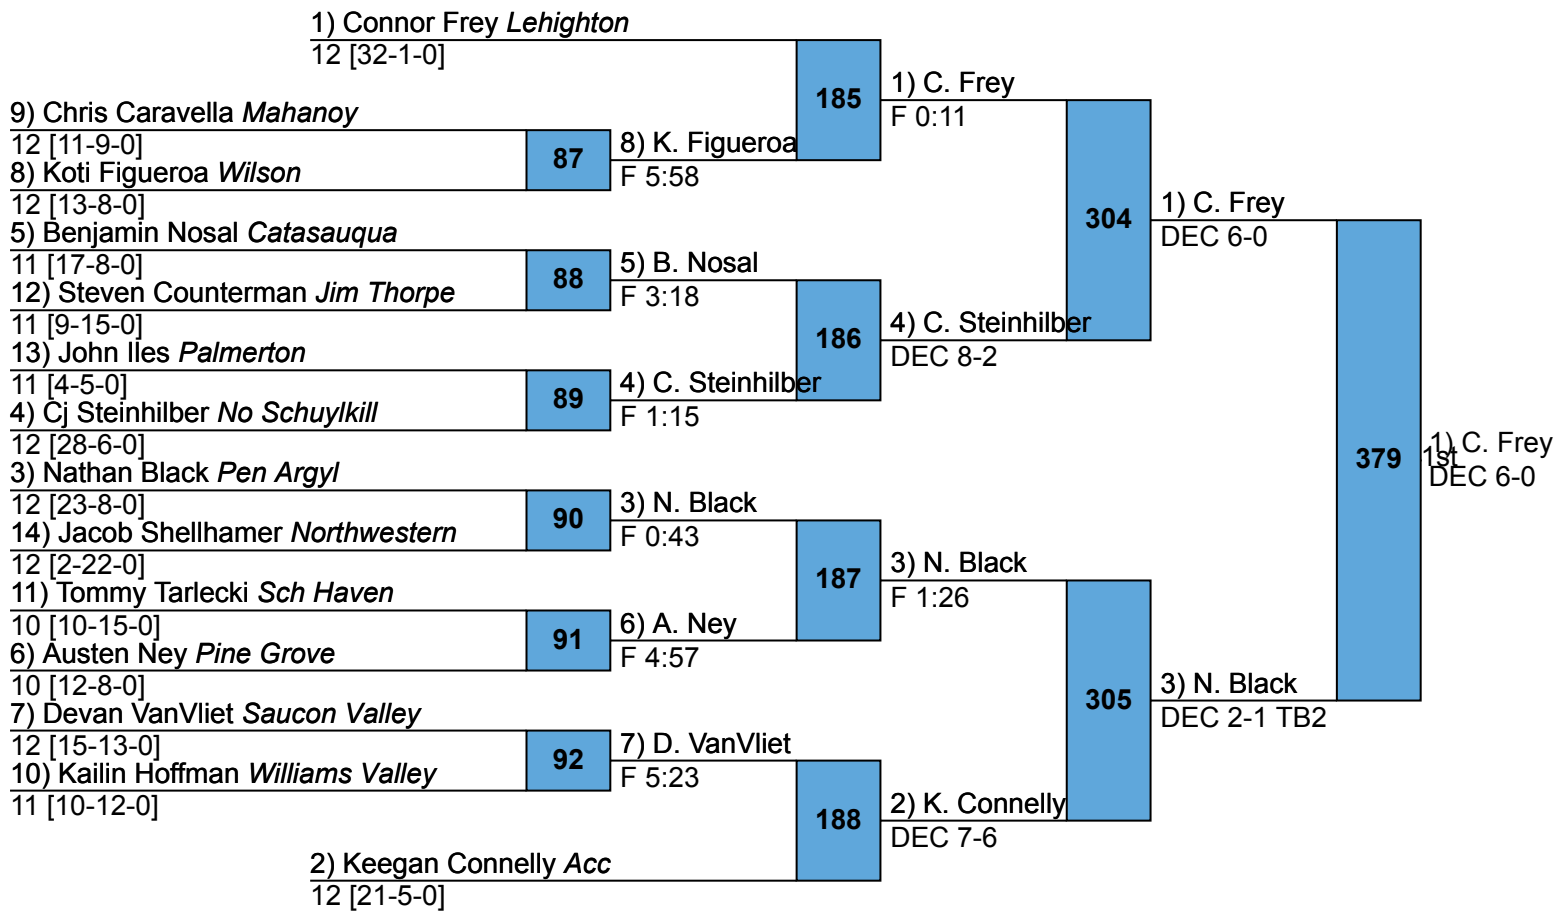 1) Connor Frey Lehighton
12 [32-1-0]
9) Chris Caravella Mahanoy
12 [11-9-0]
87
8) Koti Figueroa Wilson
12 [13-8-0]
8) K. Figueroa
F 5:58
185
1) C. Frey
F 0:11
5) Benjamin Nosal Catasauqua
11 [17-8-0]
88
12) Steven Counterman Jim Thorpe
11 [9-15-0]
5) B. Nosal
F 3:18
13) John Iles Palmerton
11 [4-5-0]
89
4) Cj Steinhilber No Schuylkill
12 [28-6-0]
4) C. Steinhilber
F 1:15
186
4) C. Steinhilber
DEC 8-2
304
1) C. Frey
DEC 6-0
3) Nathan Black Pen Argyl
12 [23-8-0]
90
14) Jacob Shellhamer Northwestern
12 [2-22-0]
3) N. Black
F 0:43
11) Tommy Tarlecki Sch Haven
10 [10-15-0]
91
6) Austen Ney Pine Grove
10 [12-8-0]
6) A. Ney
F 4:57
187
3) N. Black
F 1:26
7) Devan VanVliet Saucon Valley
12 [15-13-0]
92
10) Kailin Hoffman Williams Valley
11 [10-12-0]
7) D. VanVliet
F 5:23
188
2) Keegan Connelly Acc
12 [21-5-0]
2) K. Connelly
DEC 7-6
305
3) N. Black
DEC 2-1 TB2
379
1) C. Frey
1st
DEC 6-0